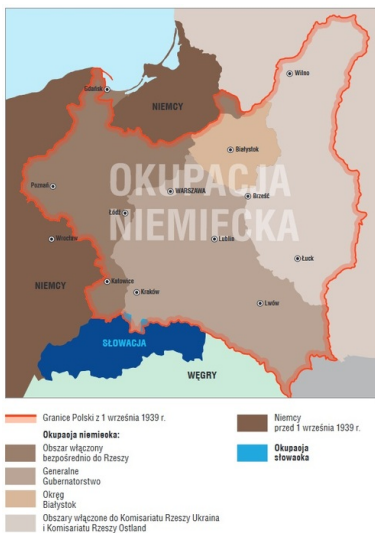 Wilno
Gdańsk
NIEMCY
Białystok
OKUPACJA
NIEMIECKA
Poznań
WARSZAWA
Brześć
Łódź
Wrocław
Lublin
Łuck
NIEMCY
Katowice
Kraków
Lwów
SŁOWACJA
WĘGRY
Granice Polski z 1 września 1939 r.
Okupacja niemiecka:
Obszar włączony
bezpośrednio do Rzeszy
Generalne
Gubernatorstwo
Okręg
Białystok
Obszary włączone do Komisariatu Rzeszy Ukraina
i Komisariatu Rzeszy Ostland
Niemcy
przed 1 września 1939 r.
Okupacja
słowacka